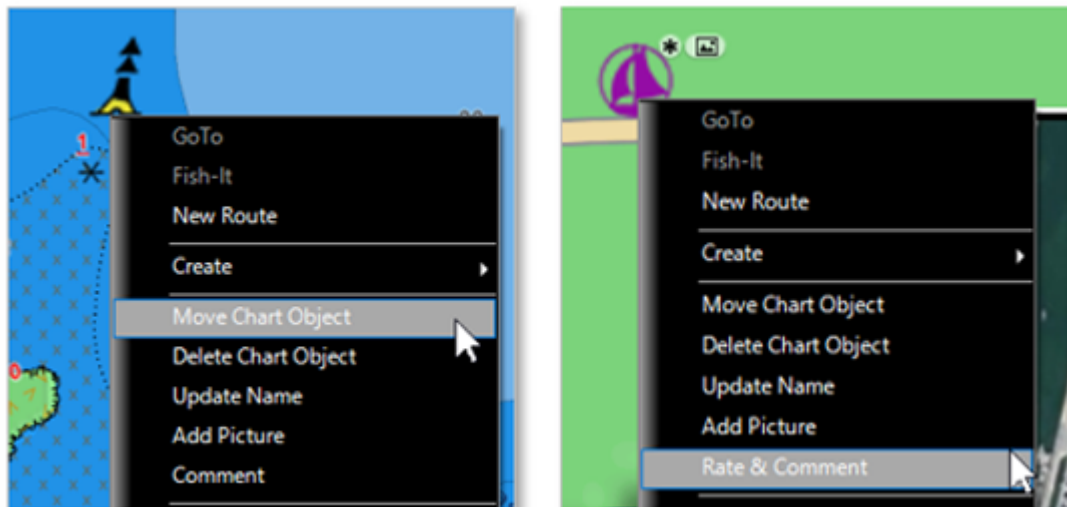 1
GoTo
Fish-It
New Route
Create
Move Chart Object
Delete Chart Object
Update Name
Add Picture
Comment
GoTo
Fish-It
New Route
Create
Move Chart Object
Delete Chart Object
Update Name
Add Picture
Rate & Comment